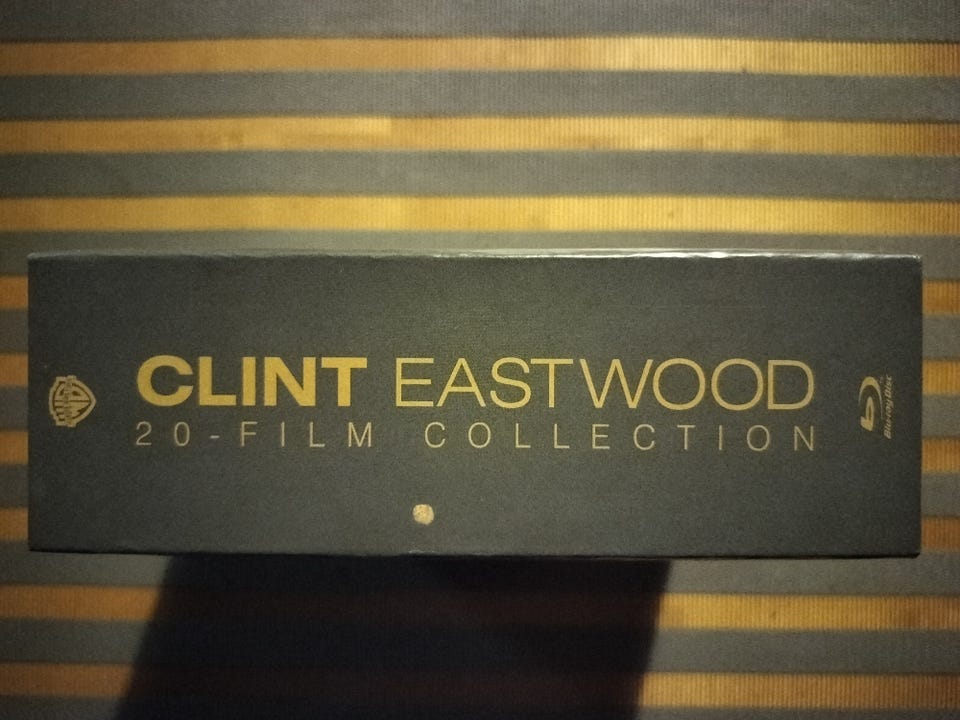 CLINT EASTWOOD
20-FILM COLLECTION
Blu-ray Disc